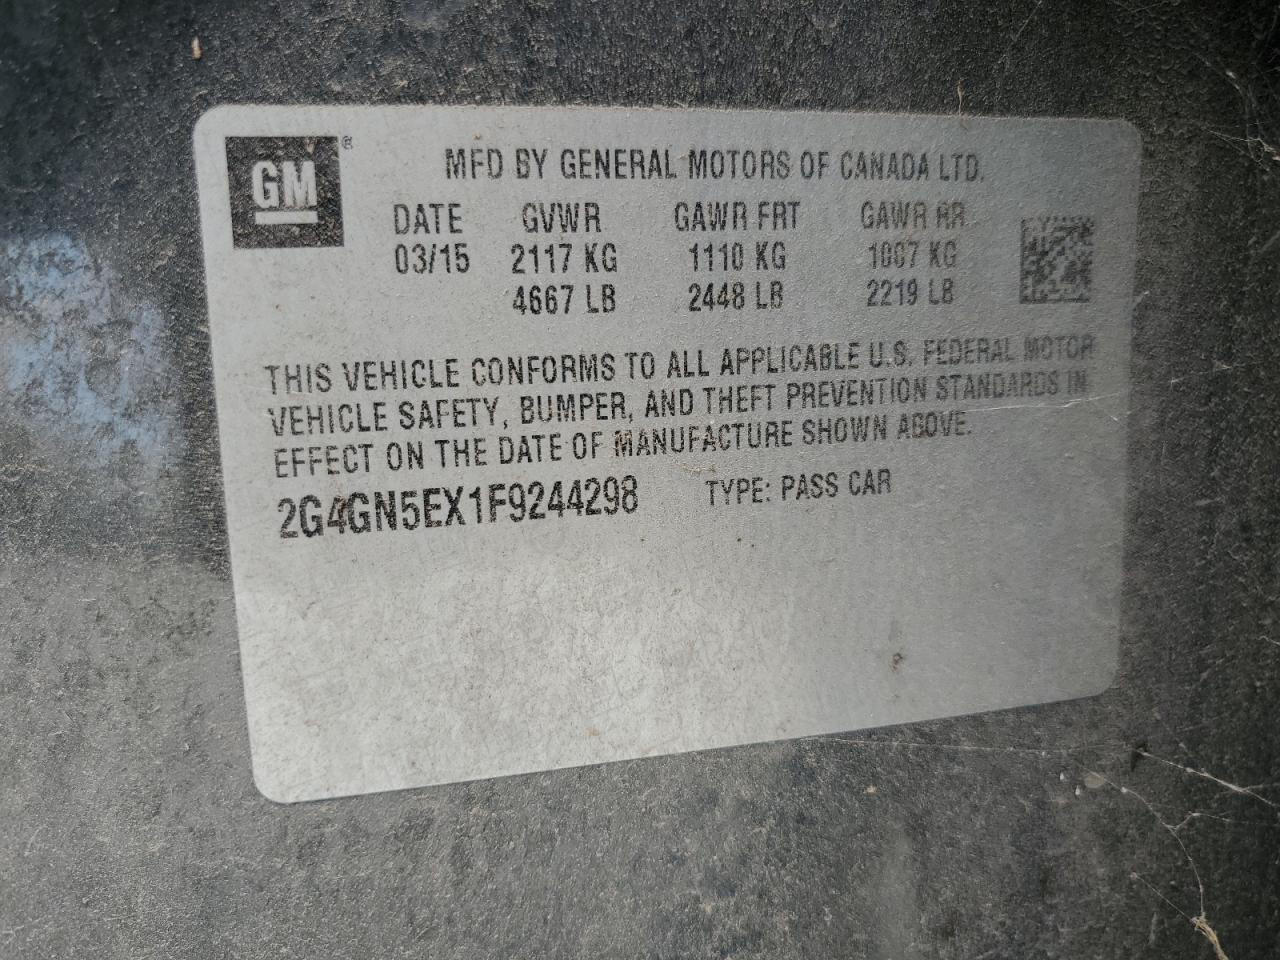 GM®
MFD BY GENERAL MOTORS OF CANADA LTD.
DATE GVWR GAWR FRT GAWR RR
03/15 2117 KG 1110 KG 1007 KG
4667 LB 2448 LB 2219 LB
THIS VEHICLE CONFORMS TO ALL APPLICABLE U.S. FEDERAL MOTOR
VEHICLE SAFETY, BUMPER, AND THEFT PREVENTION STANDARDS IN
EFFECT ON THE DATE OF MANUFACTURE SHOWN ABOVE.
2G4GN5EX1F9244298 TYPE: PASS CAR